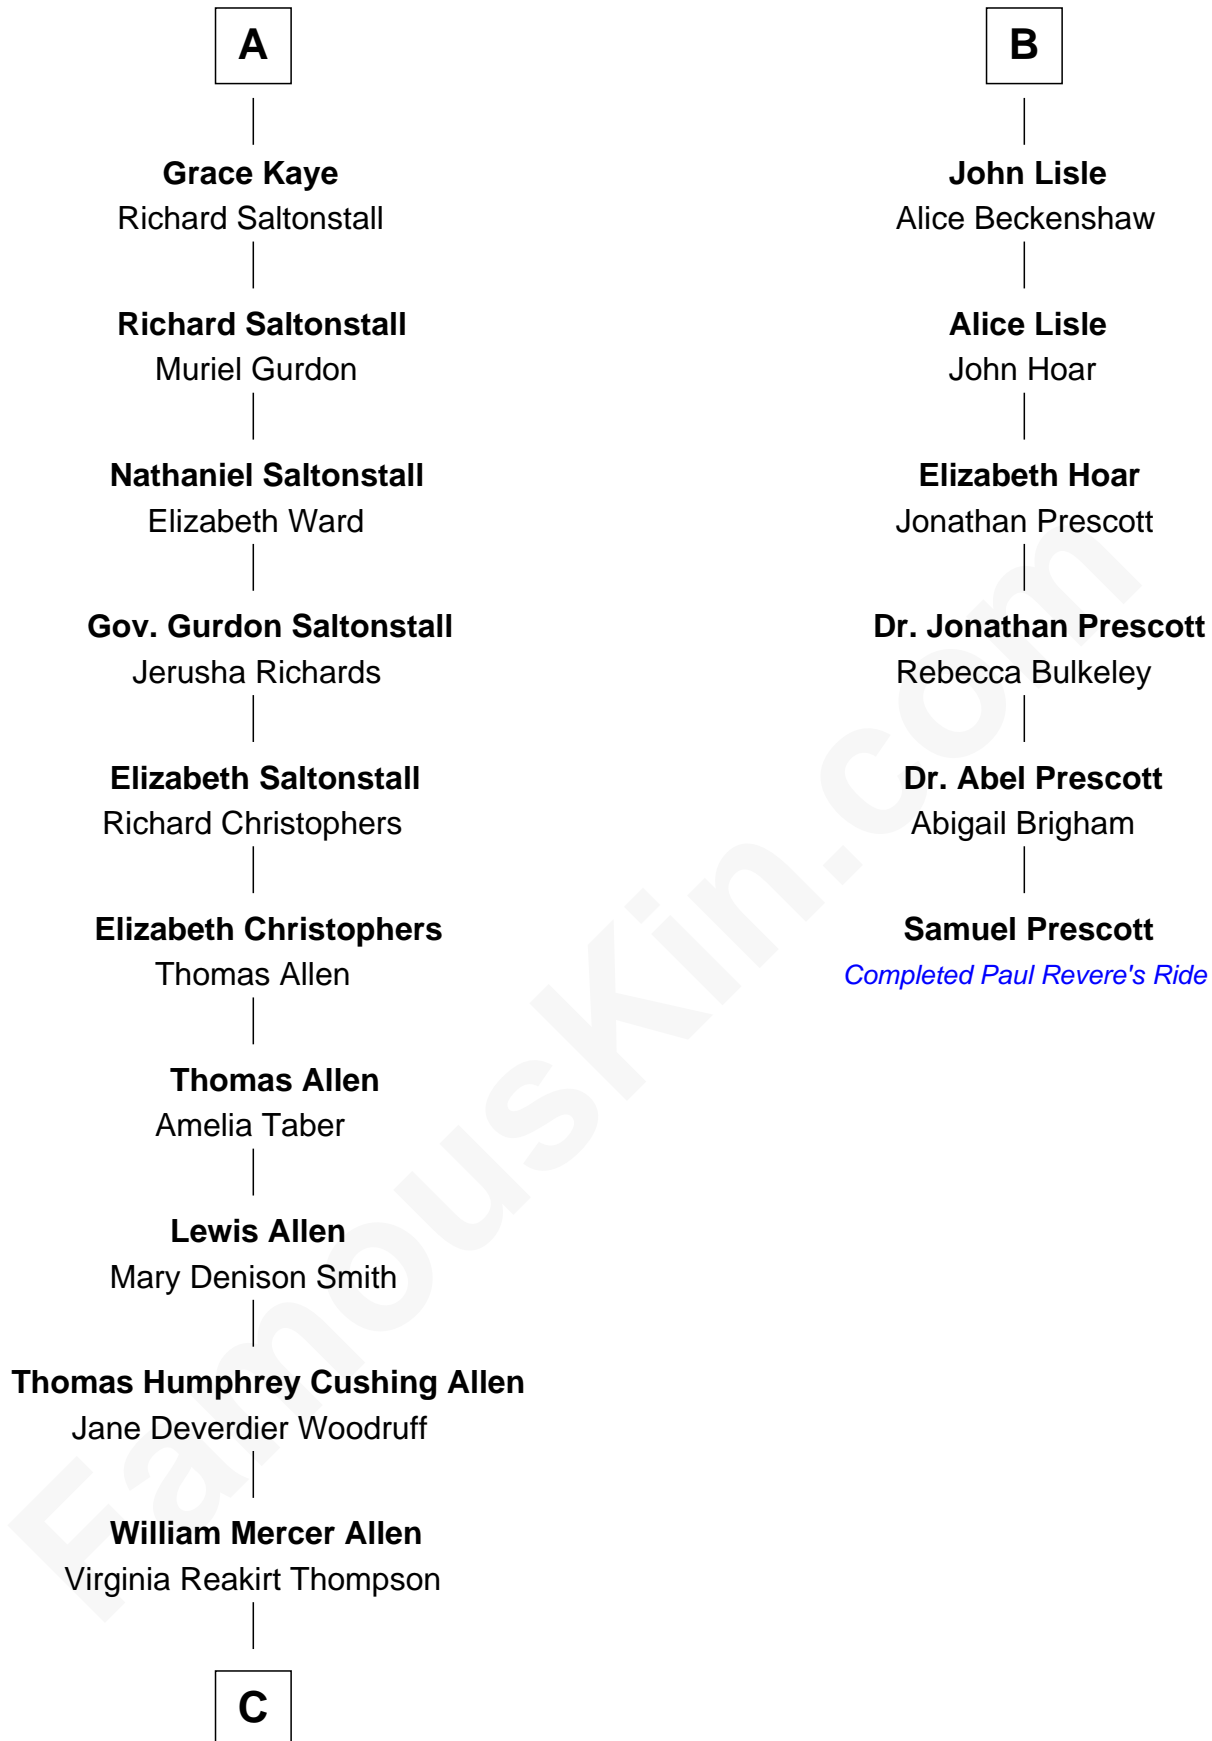 A
Grace Kaye
Richard Saltonstall
Richard Saltonstall
Muriel Gurdon
Nathaniel Saltonstall
Elizabeth Ward
Gov. Gurdon Saltonstall
Jerusha Richards
Elizabeth Saltonstall
Richard Christophers
Elizabeth Christophers
Thomas Allen
Thomas Allen
Amelia Taber
Lewis Allen
Mary Denison Smith
Thomas Humphrey Cushing Allen
Jane Deverdier Woodruff
William Mercer Allen
Virginia Reakirt Thompson
C
B
John Lisle
Alice Beckenshaw
Alice Lisle
John Hoar
Elizabeth Hoar
Jonathan Prescott
Dr. Jonathan Prescott
Rebecca Bulkeley
Dr. Abel Prescott
Abigail Brigham
Samuel Prescott
Completed Paul Revere's Ride
FamousKin.com